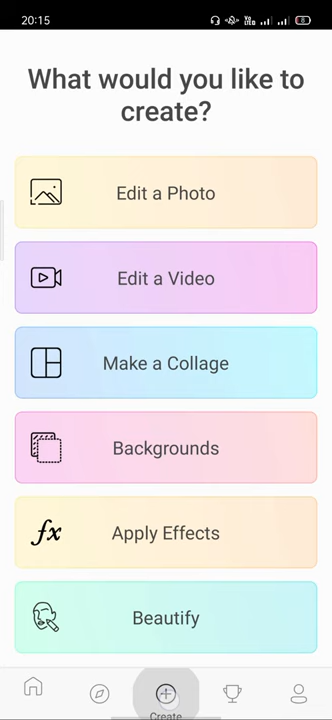 20:15
What would you like to
create?
Edit a Photo
Edit a Video
Make a Collage
Backgrounds
fx
Apply Effects
Beautify
Create